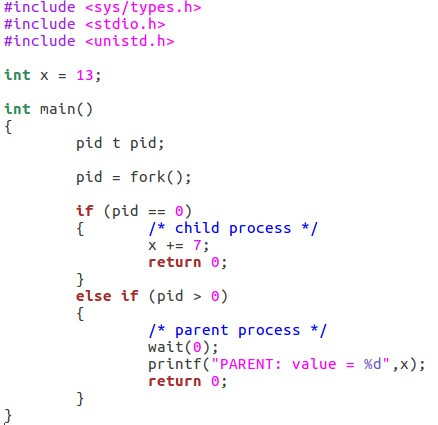 #include <sys/types.h>
#include <stdio.h>
#include <unistd.h>
int x = 13;
int main()
{
pid t pid;
pid = fork();
if (pid == 0)
{ /* child process */
x += 7;
return 0;
}
else if (pid > 0)
{
/* parent process */
wait(0);
printf("PARENT: value = %d",x);
return 0;
}
}